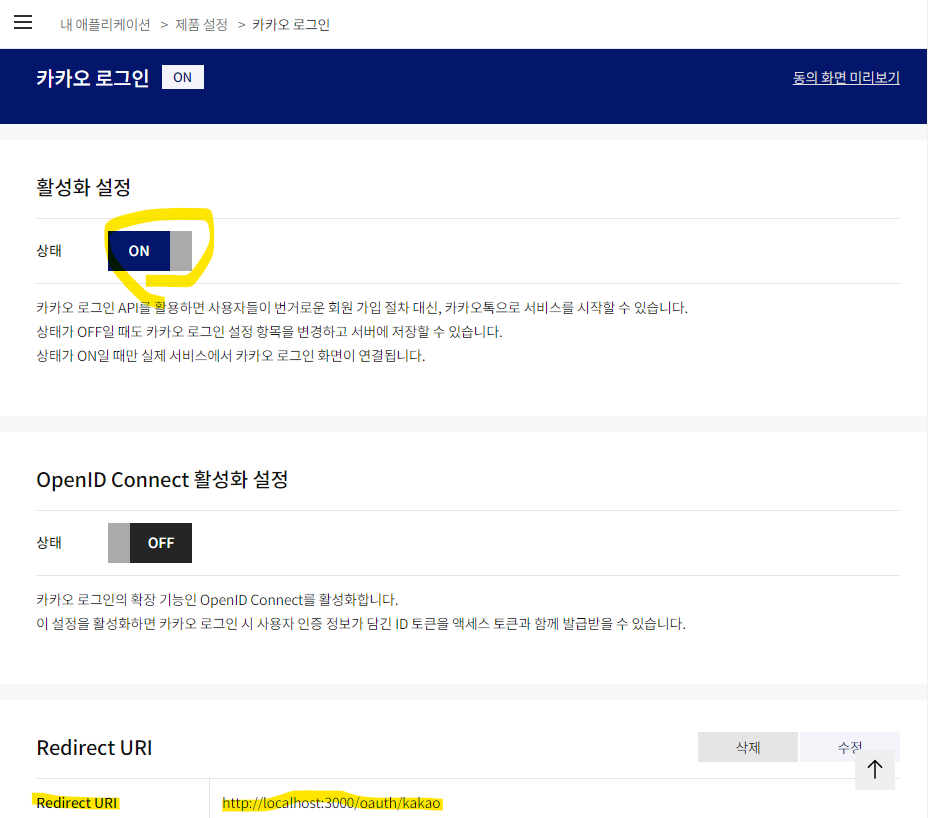 내 애플리케이션 > 제품 설정 > 카카오 로그인
카카오 로그인 ON 동의 화면 미리보기
활성화 설정
상태 ON
카카오 로그인 API를 활용하면 사용자들이 번거로운 회원 가입 절차 대신, 카카오톡으로 서비스를 시작할 수 있습니다.
상태가 OFF일 때도 카카오 로그인 설정 항목을 변경하고 서버에 저장할 수 있습니다.
상태가 ON일 때만 실제 서비스에서 카카오 로그인 화면이 연결됩니다.
OpenID Connect 활성화 설정
상태 OFF
카카오 로그인의 확장 기능인 OpenID Connect를 활성화합니다.
이 설정을 활성화하면 카카오 로그인 시 사용자 인증 정보가 담긴 ID 토큰을 액세스 토큰과 함께 발급받을 수 있습니다.
Redirect URI 삭제 수정
Redirect URI http://localhost:3000/oauth/kakao